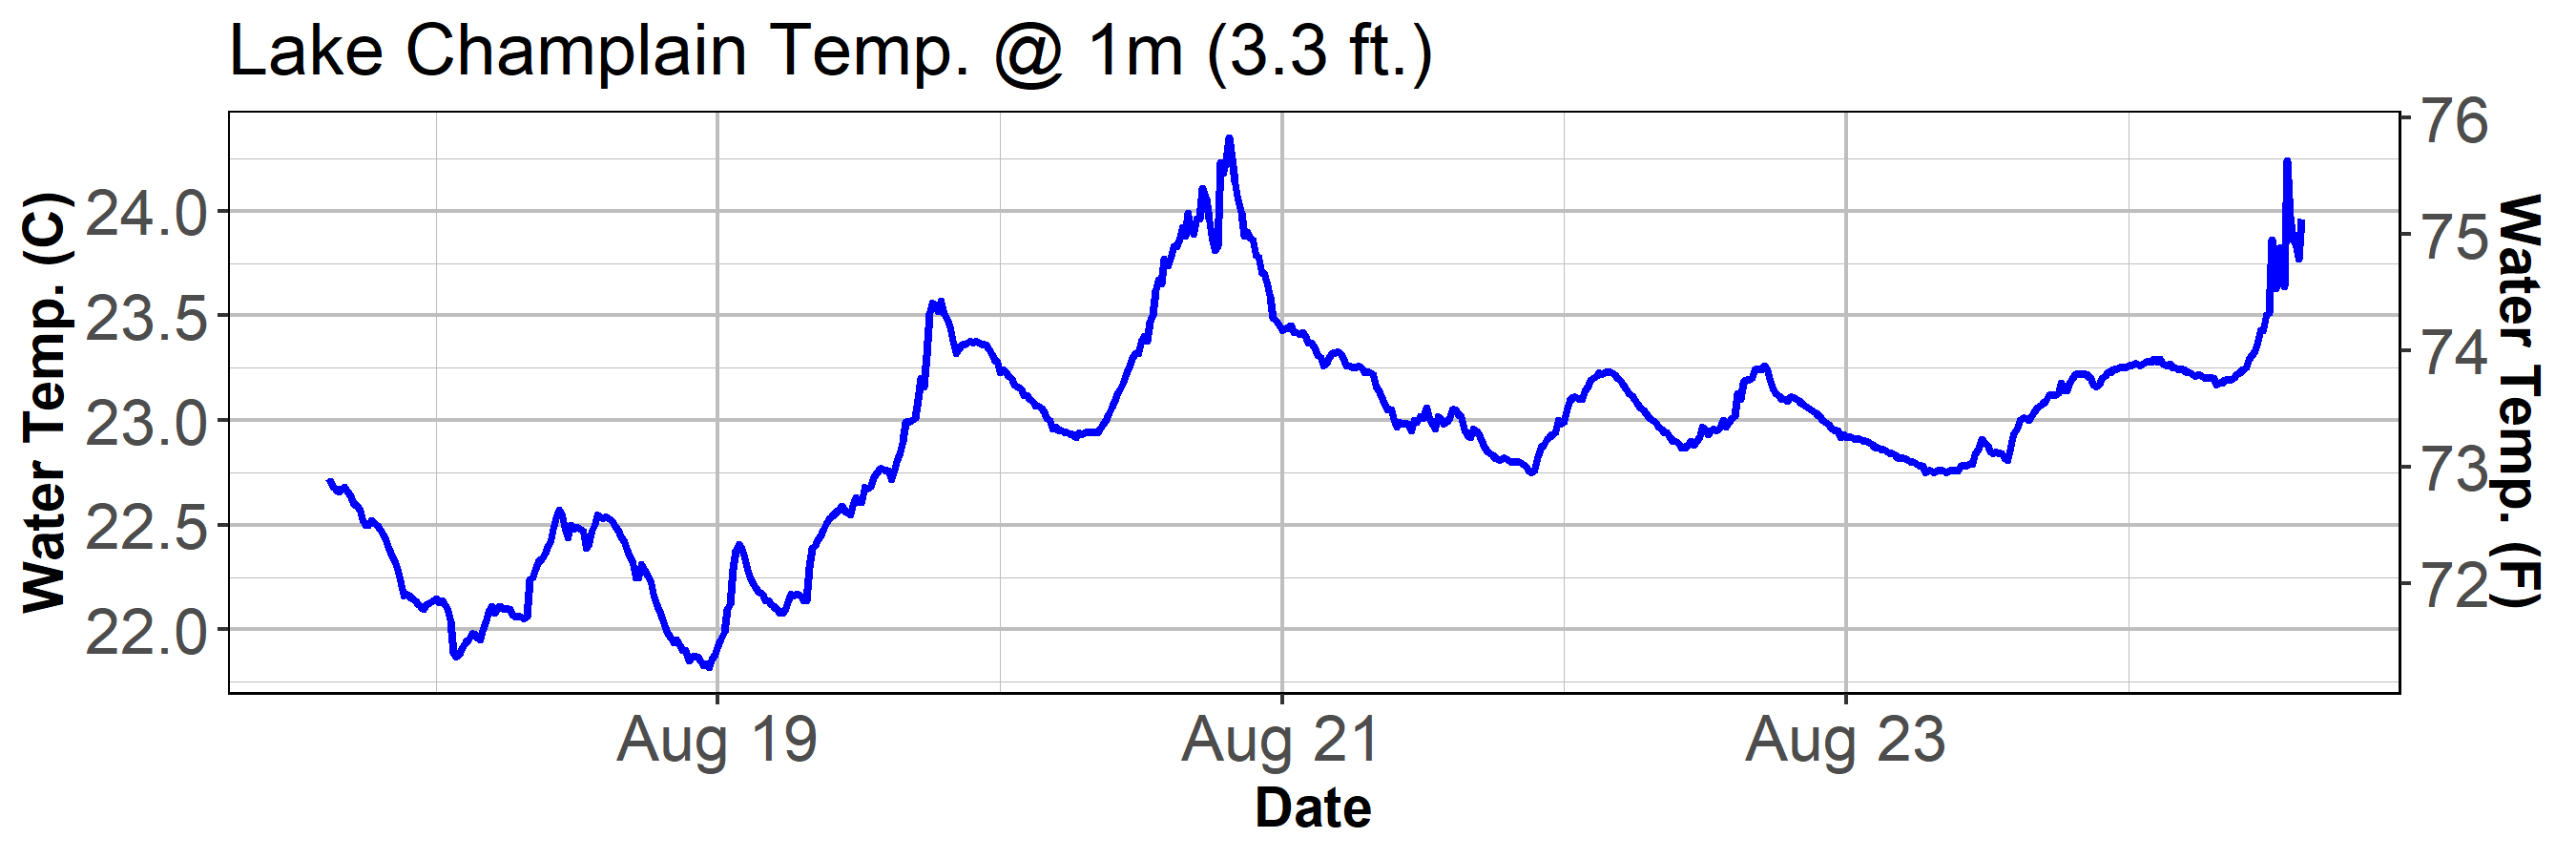 Lake Champlain Temp. @ 1m (3.3 ft.)
Water Temp. (C)
24.0
23.5
23.0
22.5
22.0
76
75
74
73
72
Water Temp. (F)
Aug 19
Aug 21
Aug 23
Date